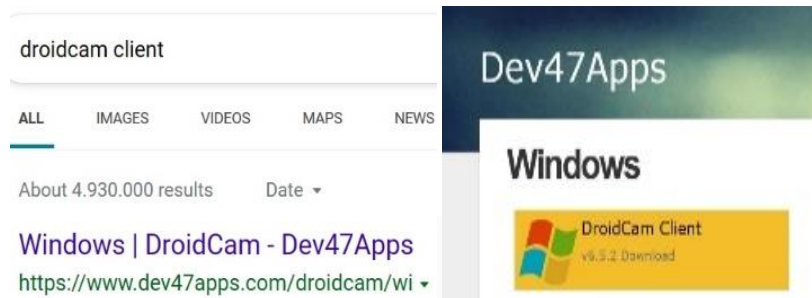 droidcam client
ALL IMAGES VIDEOS MAPS NEWS
About 4.930.000 results Date
Windows | DroidCam - Dev47Apps
https://www.dev47apps.com/droidcam/wi
Dev47Apps
Windows
DroidCam Client
v6.5.2 Download